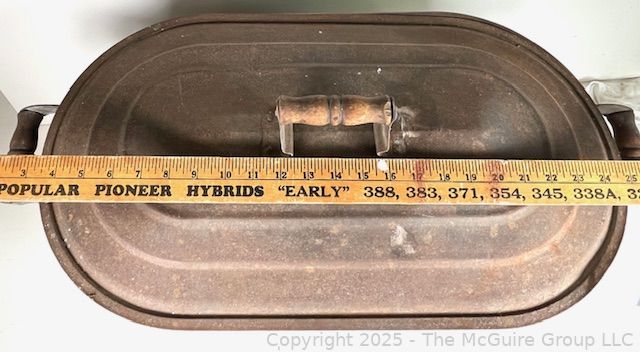 3 4 5 6 7 8 9 10 11 12 13 14 15 16 17 18 19 20 21 22 23 24 25
POPULAR PIONEER HYBRIDS "EARLY" 388, 383, 371, 354, 345, 338A,
Copyright 2025 - The McGuire Group LLC